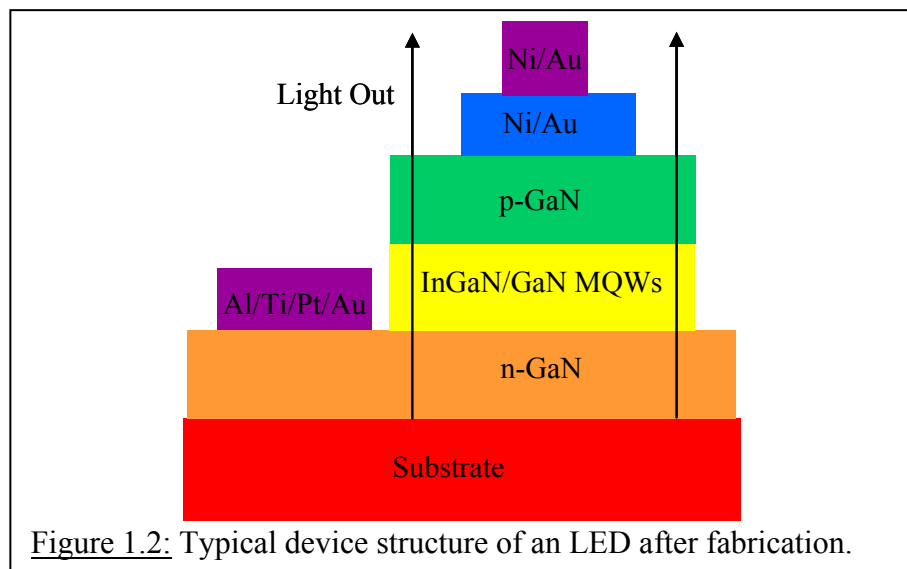 Ni/Au
Light Out
Ni/Au
p-GaN
InGaN/GaN MQWs
Al/Ti/Pt/Au
n-GaN
Substrate
Figure 1.2: Typical device structure of an LED after fabrication.